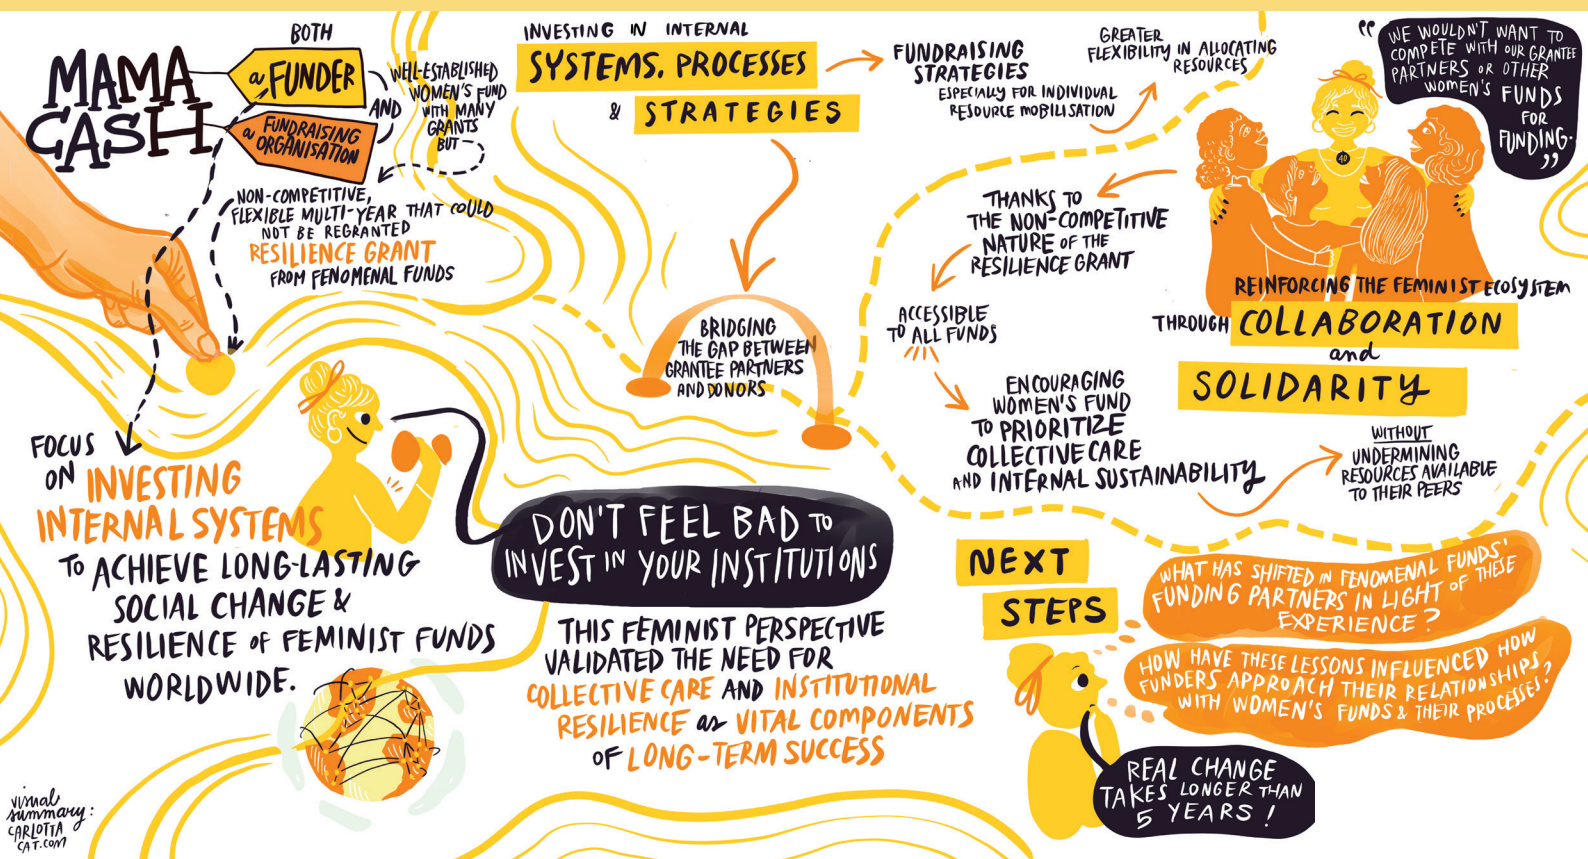 MAMA
CASH
BOTH
a FUNDER
a FUNDRAISING
ORGANISATION
AND
WELL-ESTABLISHED
WOMEN'S FUND
WITH MANY
GRANTS
BUT
NON-COMPETITIVE,
FLEXIBLE MULTI-YEAR THAT COULD
NOT BE REGRANTED
RESILIENCE GRANT
FROM FENOMENAL FUNDS
FOCUS
ON INVESTING
INTERNAL SYSTEMS
TO ACHIEVE LONG-LASTING
SOCIAL CHANGE &
RESILIENCE of FEMINIST FUNDS
WORLDWIDE.
INVESTING IN INTERNAL
SYSTEMS, PROCESSES
& STRATEGIES
FUNDRAISING
STRATEGIES
ESPECIALLY FOR INDIVIDUAL
RESOURCE MOBILISATION
GREATER
FLEXIBILITY IN ALLOCATING
RESOURCES
BRIDGING
THE GAP BETWEEN
GRANTEE PARTNERS
AND DONORS
DON'T FEEL BAD TO
INVEST IN YOUR INSTITUTIONS
THIS FEMINIST PERSPECTIVE
VALIDATED THE NEED FOR
COLLECTIVE CARE AND INSTITUTIONAL
RESILIENCE as VITAL COMPONENTS
OF LONG-TERM SUCCESS
"WE WOULDN'T WANT TO
COMPETE WITH OUR GRANTEE
PARTNERS OR OTHER
WOMEN'S FUNDS
FOR
FUNDING.
"
40
REINFORCING THE FEMINIST ECOSYSTEM
THROUGH COLLABORATION
and
SOLIDARITY
THANKS TO
THE NON-COMPETITIVE
NATURE OF THE
RESILIENCE GRANT
ACCESSIBLE
TO ALL FUNDS
ENCOURAGING
WOMEN'S FUND
TO PRIORITIZE
COLLECTIVE CARE
AND INTERNAL SUSTAINABILITY
WITHOUT
UNDERMINING
RESOURCES AVAILABLE
TO THEIR PEERS
NEXT
STEPS
WHAT HAS SHIFTED IN FENOMENAL FUNDS'
FUNDING PARTNERS IN LIGHT OF THESE
EXPERIENCE?
HOW HAVE THESE LESSONS INFLUENCED HOW
FUNDERS APPROACH THEIR RELATIONSHIPS
WITH WOMEN'S FUNDS & THEIR PROCESSES?
REAL CHANGE
TAKES LONGER THAN
5 YEARS!
visual
summary:
CARLOTTA
CAT.COM